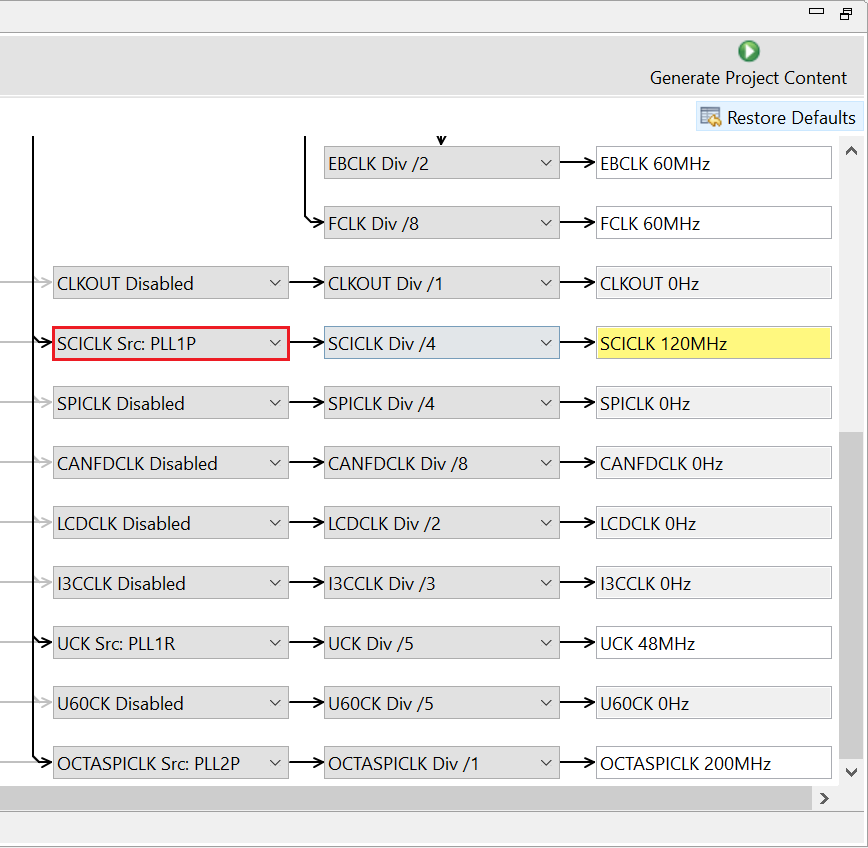 Generate Project Content
Restore Defaults
EBCLK Div /2 EBCLK 60MHz
FCLK Div /8 FCLK 60MHz
CLKOUT Disabled CLKOUT Div /1 CLKOUT 0Hz
SCICLK Src: PLL1P SCICLK Div /4 SCICLK 120MHz
SPICLK Disabled SPICLK Div /4 SPICLK 0Hz
CANFDCLK Disabled CANFDCLK Div /8 CANFDCLK 0Hz
LCDCLK Disabled LCDCLK Div /2 LCDCLK 0Hz
I3CCLK Disabled I3CCLK Div /3 I3CCLK 0Hz
UCK Src: PLL1R UCK Div /5 UCK 48MHz
U60CK Disabled U60CK Div /5 U60CK 0Hz
OCTASPICLK Src: PLL2P OCTASPICLK Div /1 OCTASPICLK 200MHz